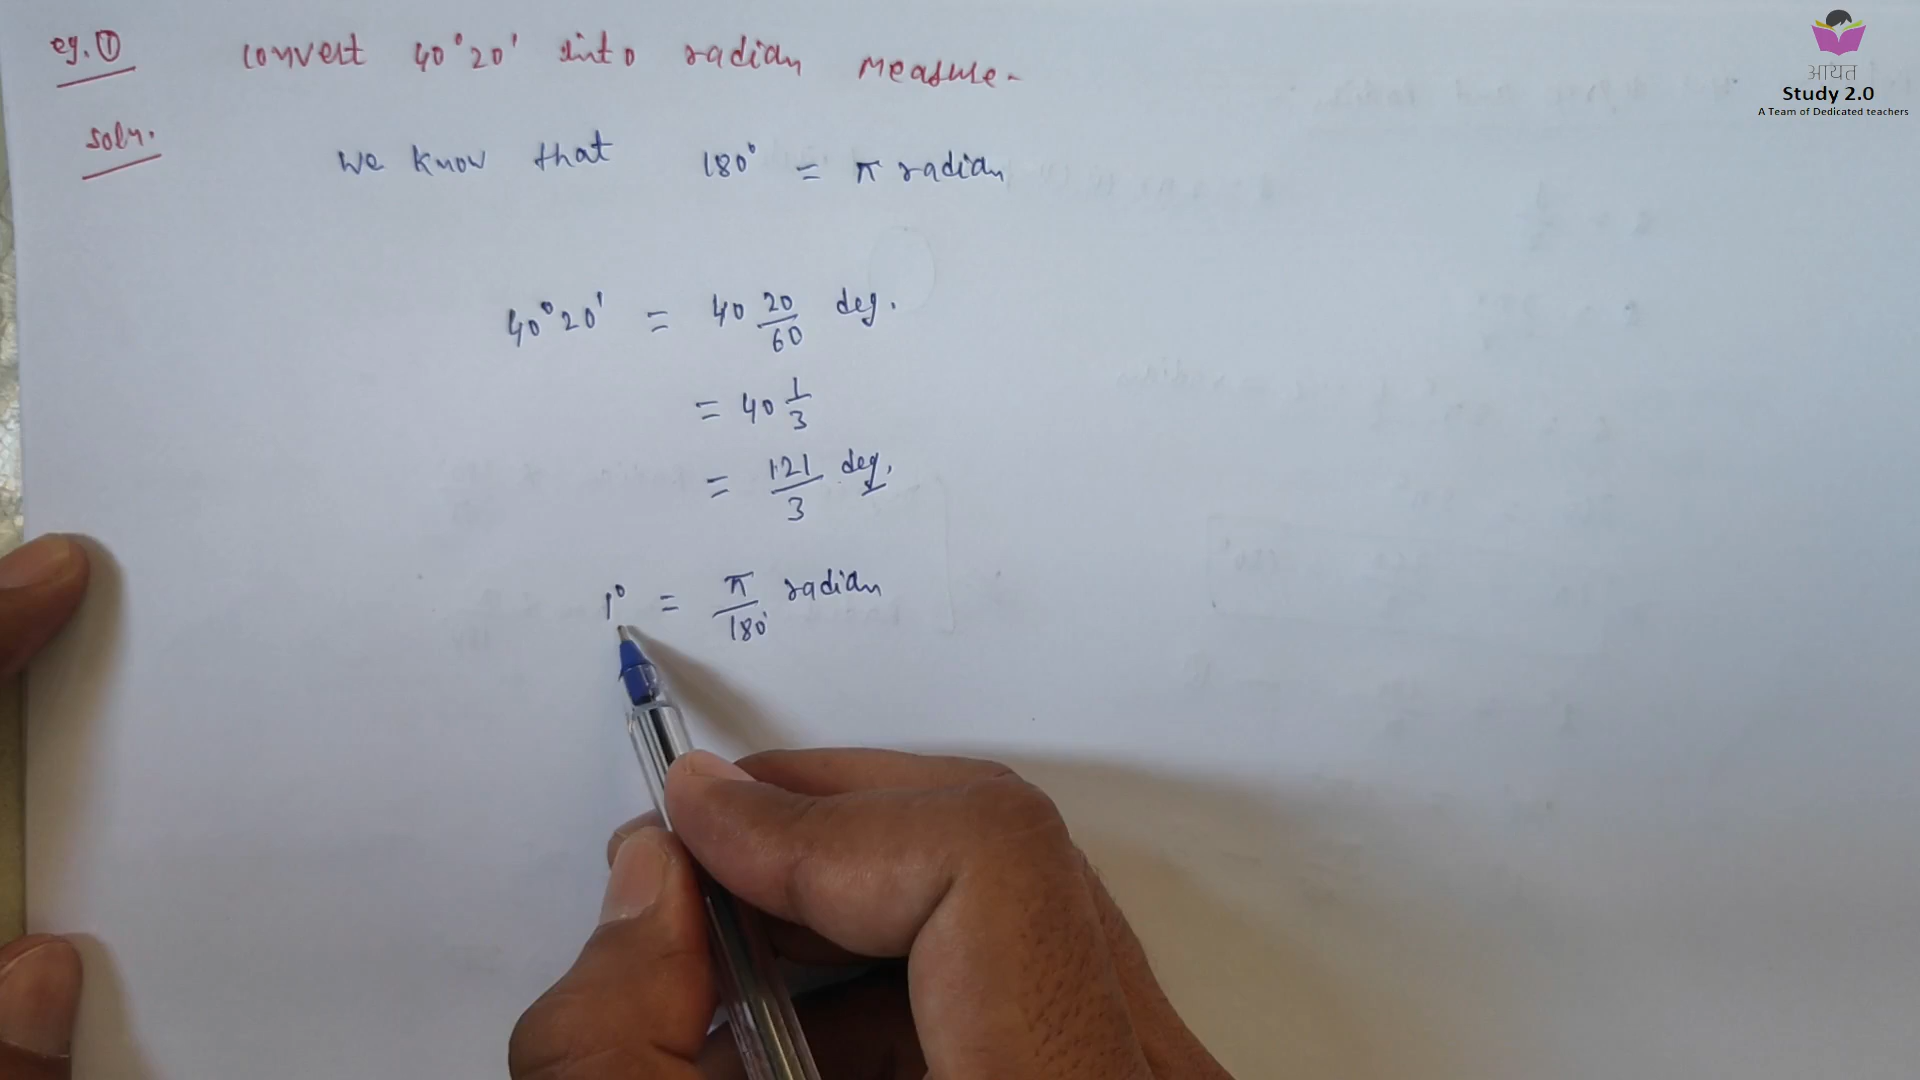 eg. ① convert 40°20' into radian measure.
soln. we know that 180° = π radian
40°20' = 40 20/60 deg.
= 40 1/3
= 121/3 deg.
1° = π/180° radian
आयत
Study 2.0
A Team of Dedicated teachers